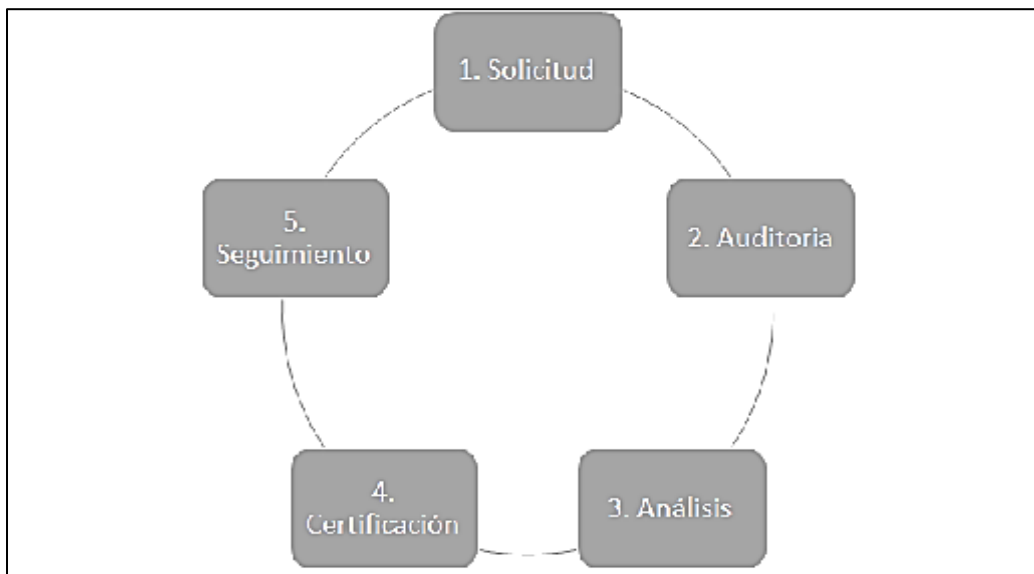 1. Solicitud
2. Auditoria
3. Análisis
4.
Certificación
5.
Seguimiento